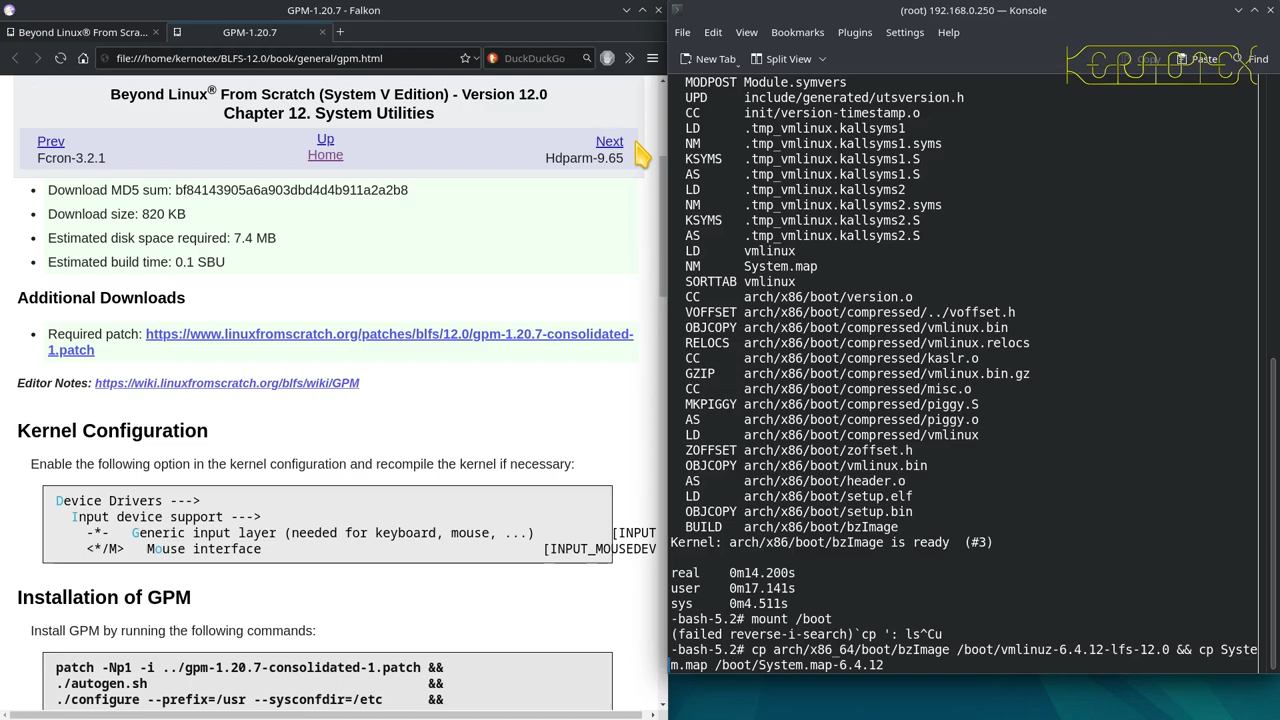 GPM-1.20.7 - Falkon
Beyond Linux® From Scra...
GPM-1.20.7
file:///home/kernotex/BLFS-12.0/book/general/gpm.html
DuckDuckGo
Beyond Linux® From Scratch (System V Edition) - Version 12.0
Chapter 12. System Utilities
Prev
Up
Next
Fcron-3.2.1
Home
Hdparm-9.65
• Download MD5 sum: bf84143905a6a903dbd4d4b911a2a2b8
• Download size: 820 KB
• Estimated disk space required: 7.4 MB
• Estimated build time: 0.1 SBU
Additional Downloads
• Required patch: https://www.linuxfromscratch.org/patches/blfs/12.0/gpm-1.20.7-consolidated-
1.patch
Editor Notes: https://wiki.linuxfromscratch.org/blfs/wiki/GPM
Kernel Configuration
Enable the following option in the kernel configuration and recompile the kernel if necessary:
Device Drivers --->
Input device support --->
-*- Generic input layer (needed for keyboard, mouse, ...) [INPUT
<*/M> Mouse interface [INPUT_MOUSEDEV
Installation of GPM
Install GPM by running the following commands:
patch -Np1 -i ../gpm-1.20.7-consolidated-1.patch &&
./autogen.sh &&
./configure --prefix=/usr --sysconfdir=/etc &&
(root) 192.168.0.250 — Konsole
File Edit View Bookmarks Plugins Settings Help
New Tab Split View Copy Paste Find
KERNOTEX
MODPOST Module.symvers
UPD include/generated/utsversion.h
CC init/version-timestamp.o
LD .tmp_vmlinux.kallsyms1
NM .tmp_vmlinux.kallsyms1.syms
KSYMS .tmp_vmlinux.kallsyms1.S
AS .tmp_vmlinux.kallsyms1.S
LD .tmp_vmlinux.kallsyms2
NM .tmp_vmlinux.kallsyms2.syms
KSYMS .tmp_vmlinux.kallsyms2.S
AS .tmp_vmlinux.kallsyms2.S
LD vmlinux
NM System.map
SORTTAB vmlinux
CC arch/x86/boot/version.o
VOFFSET arch/x86/boot/compressed/../voffset.h
OBJCOPY arch/x86/boot/compressed/vmlinux.bin
RELOCS arch/x86/boot/compressed/vmlinux.relocs
CC arch/x86/boot/compressed/kaslr.o
GZIP arch/x86/boot/compressed/vmlinux.bin.gz
CC arch/x86/boot/compressed/misc.o
MKPIGGY arch/x86/boot/compressed/piggy.S
AS arch/x86/boot/compressed/piggy.o
LD arch/x86/boot/compressed/vmlinux
ZOFFSET arch/x86/boot/zoffset.h
OBJCOPY arch/x86/boot/vmlinux.bin
AS arch/x86/boot/header.o
LD arch/x86/boot/setup.elf
OBJCOPY arch/x86/boot/setup.bin
BUILD arch/x86/boot/bzImage
Kernel: arch/x86/boot/bzImage is ready (#3)
real 0m14.200s
user 0m17.141s
sys 0m4.511s
-bash-5.2# mount /boot
(failed reverse-i-search)`cp ': ls^Cu
-bash-5.2# cp arch/x86_64/boot/bzImage /boot/vmlinuz-6.4.12-lfs-12.0 && cp Syste
m.map /boot/System.map-6.4.12